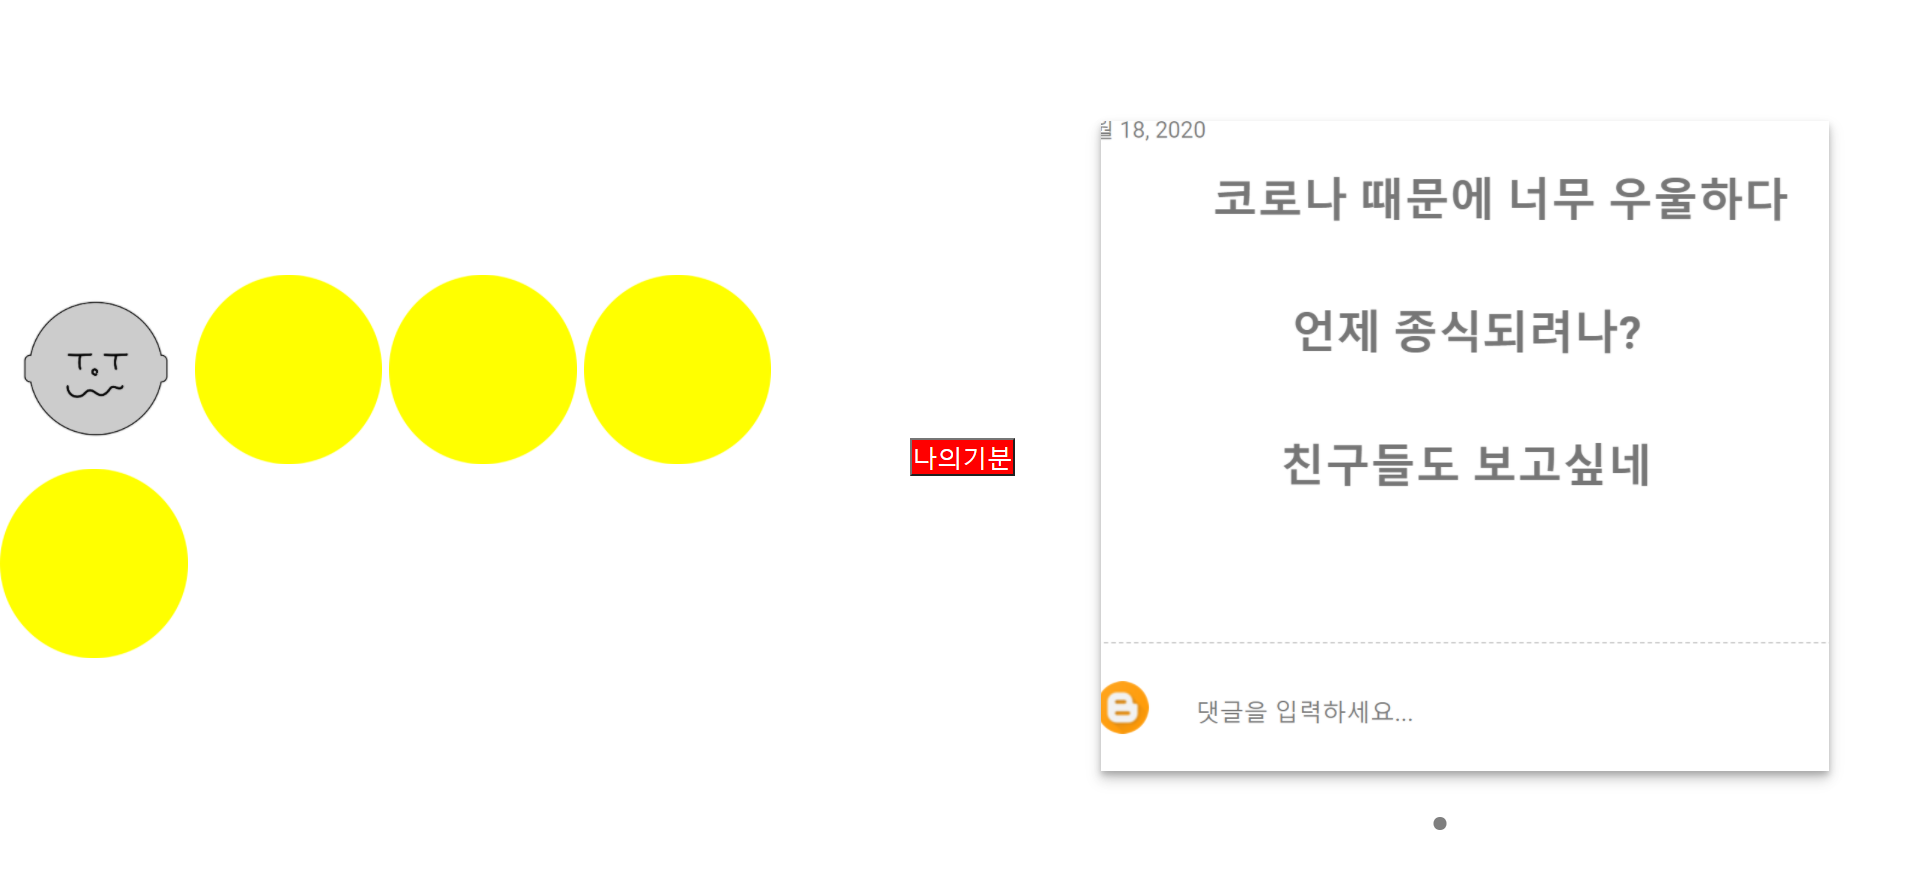 나의기분
18, 2020
코로나 때문에 너무 우울하다
언제 종식되려나?
친구들도 보고싶네
댓글을 입력하세요...